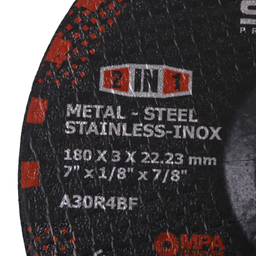 2 IN 1
METAL - STEEL
STAINLESS-INOX
180 X 3 X 22.23 mm
7" x 1/8" x 7/8"
A30R4BF
MPA